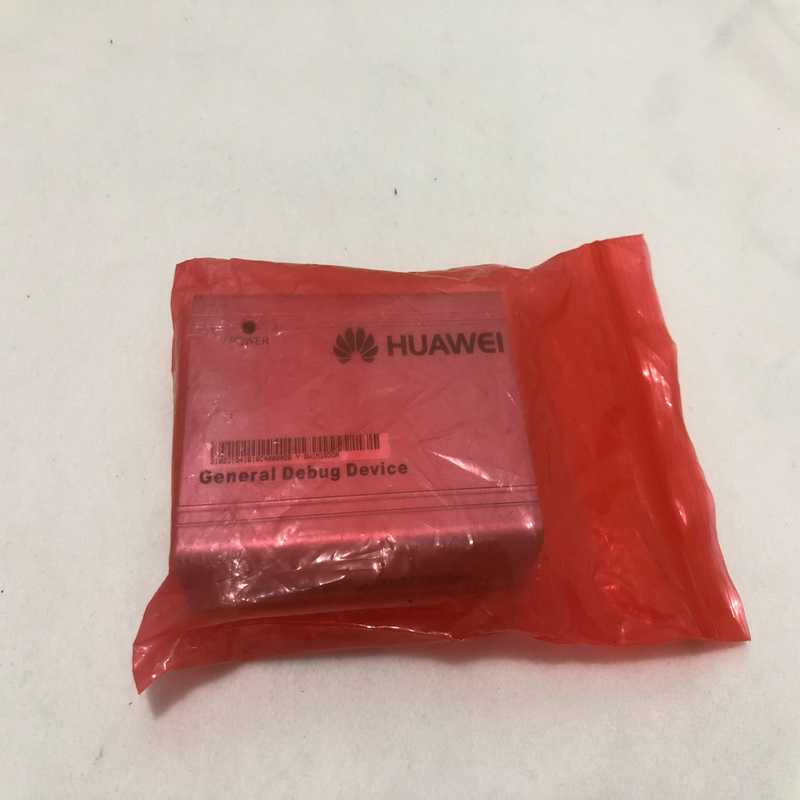 POWER
HUAWEI
General Debug Device